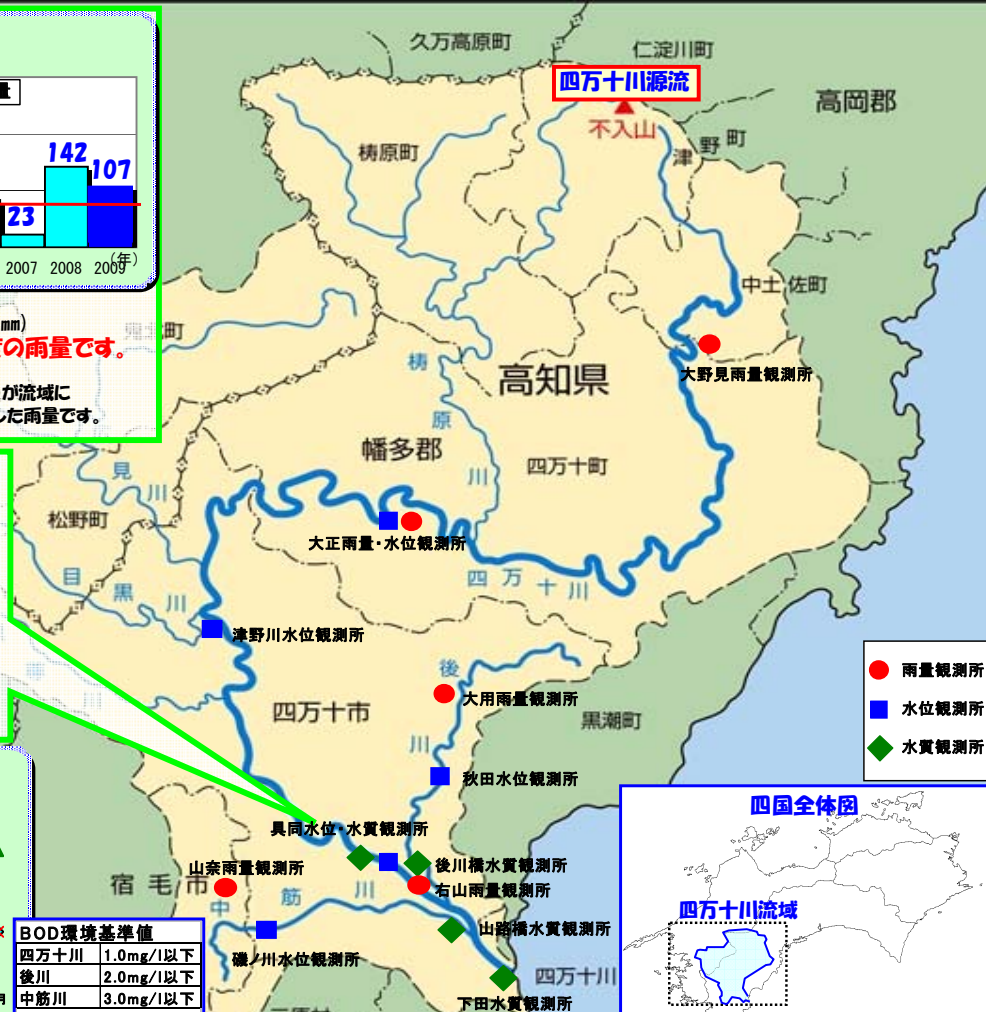 久万高原町
仁淀川町
四万十川源流
不入山
高岡郡
津野町
梼原町
量
142
107
23
2007 2008 2009
(年)
中土佐町
mm)
の雨量です。
が流域に
した雨量です。
大野見雨量観測所
高知県
梼原川
幡多郡
四万十町
見川
松野町
大正雨量・水位観測所
四万十川
目黒川
津野川水位観測所
後川
大用雨量観測所
四万十市
黒潮町
秋田水位観測所
雨量観測所
水位観測所
水質観測所
具同水位・水質観測所
山奈雨量観測所
後川橋水質観測所
宿毛市
右山雨量観測所
中筋川
山路橋水質観測所
磯ノ川水位観測所
四万十川
下田水質観測所
四国全体図
四万十川流域
BOD環境基準値
四万十川 1.0mg/l以下
後川 2.0mg/l以下
中筋川 3.0mg/l以下
月